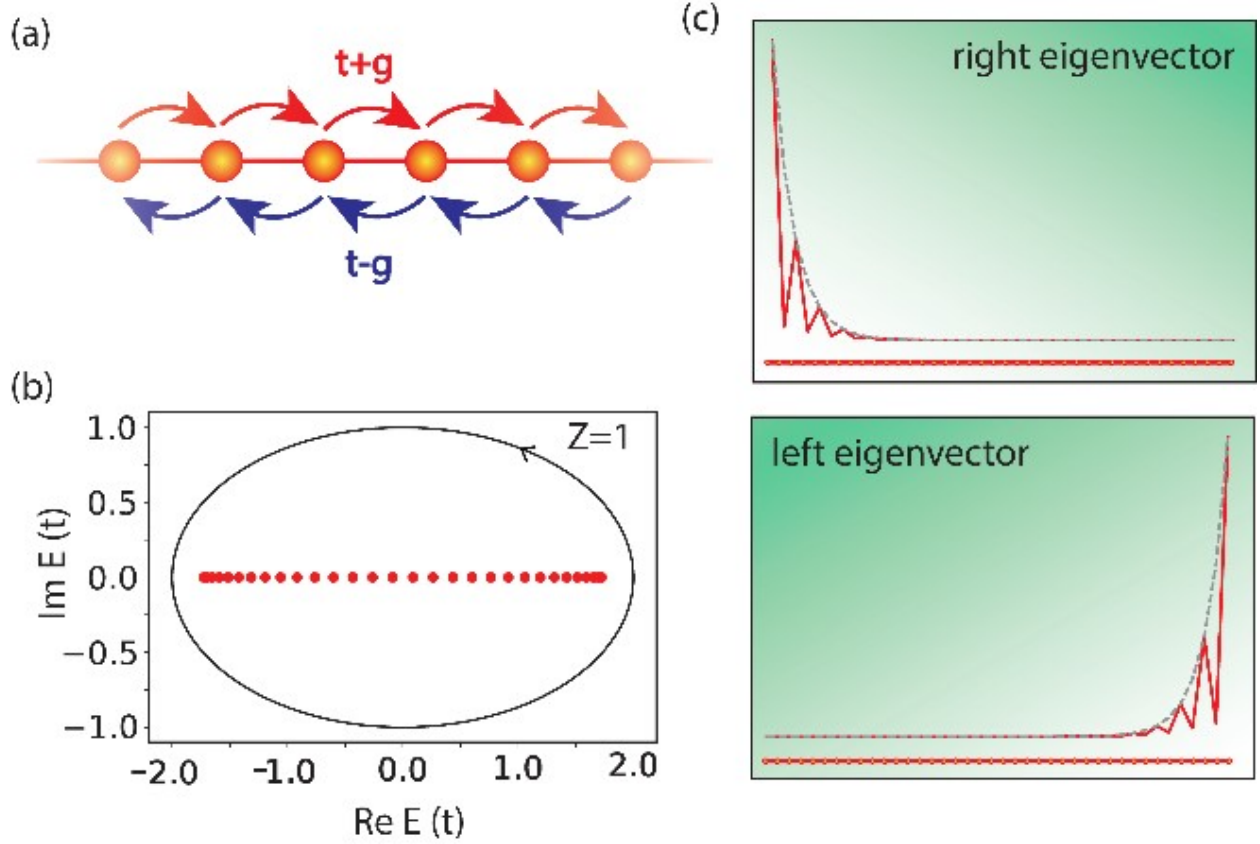 (a)
t+g
t-g
(b)
1.0
0.5
0.0
−0.5
−1.0
Im E (t)
Z=1
−2.0 −1.0 0.0 1.0 2.0
Re E (t)
(c)
right eigenvector
left eigenvector